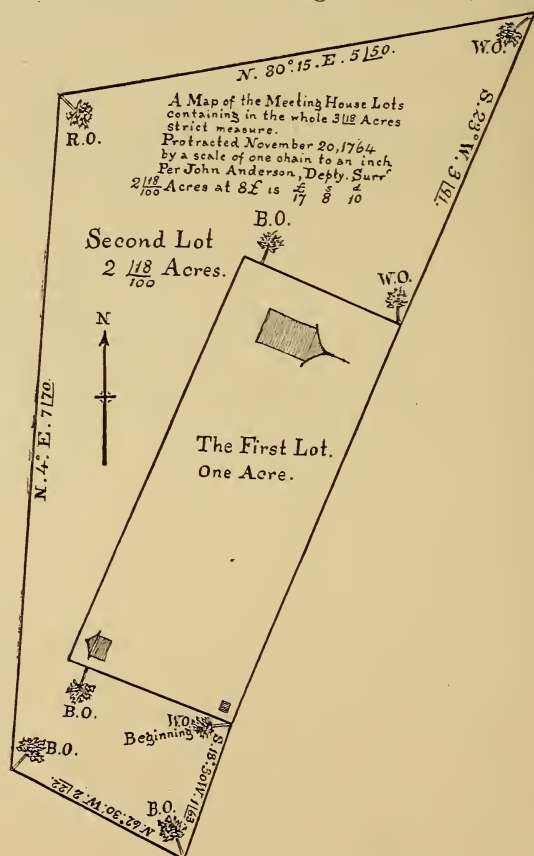 N. 80°.15. E. 5|50.
W.O.
R.O.
A Map of the Meeting House Lots
containing in the whole 3|18 Acres
strict measure.
Protracted November 20, 1764
by a scale of one chain to an inch
Per John Anderson, Depty. Surr
2 |18/100 Acres at 8£ is £ 17 s 8 d 10
S. 23° W. 3|91.
B.O.
Second Lot
2 |18/100 Acres.
W.O.
N
N. 4° E. 7|70.
The First Lot.
One Acre.
B.O.
W.O.
Beginning
B.O.
S. 18° 50' W. 1|63
B.O.
N. 62°. 30. W. 2|22.